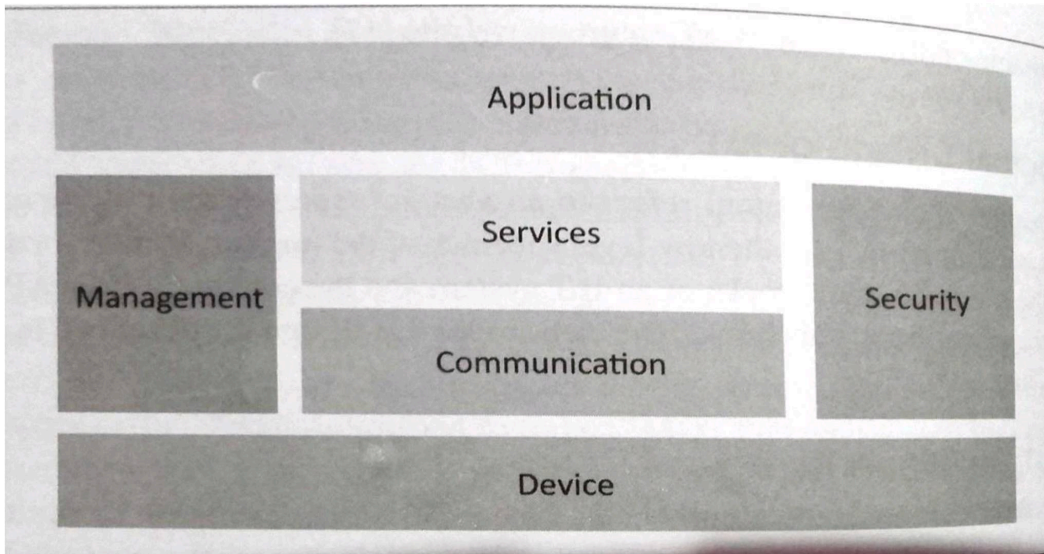 Application
Management
Services
Communication
Security
Device